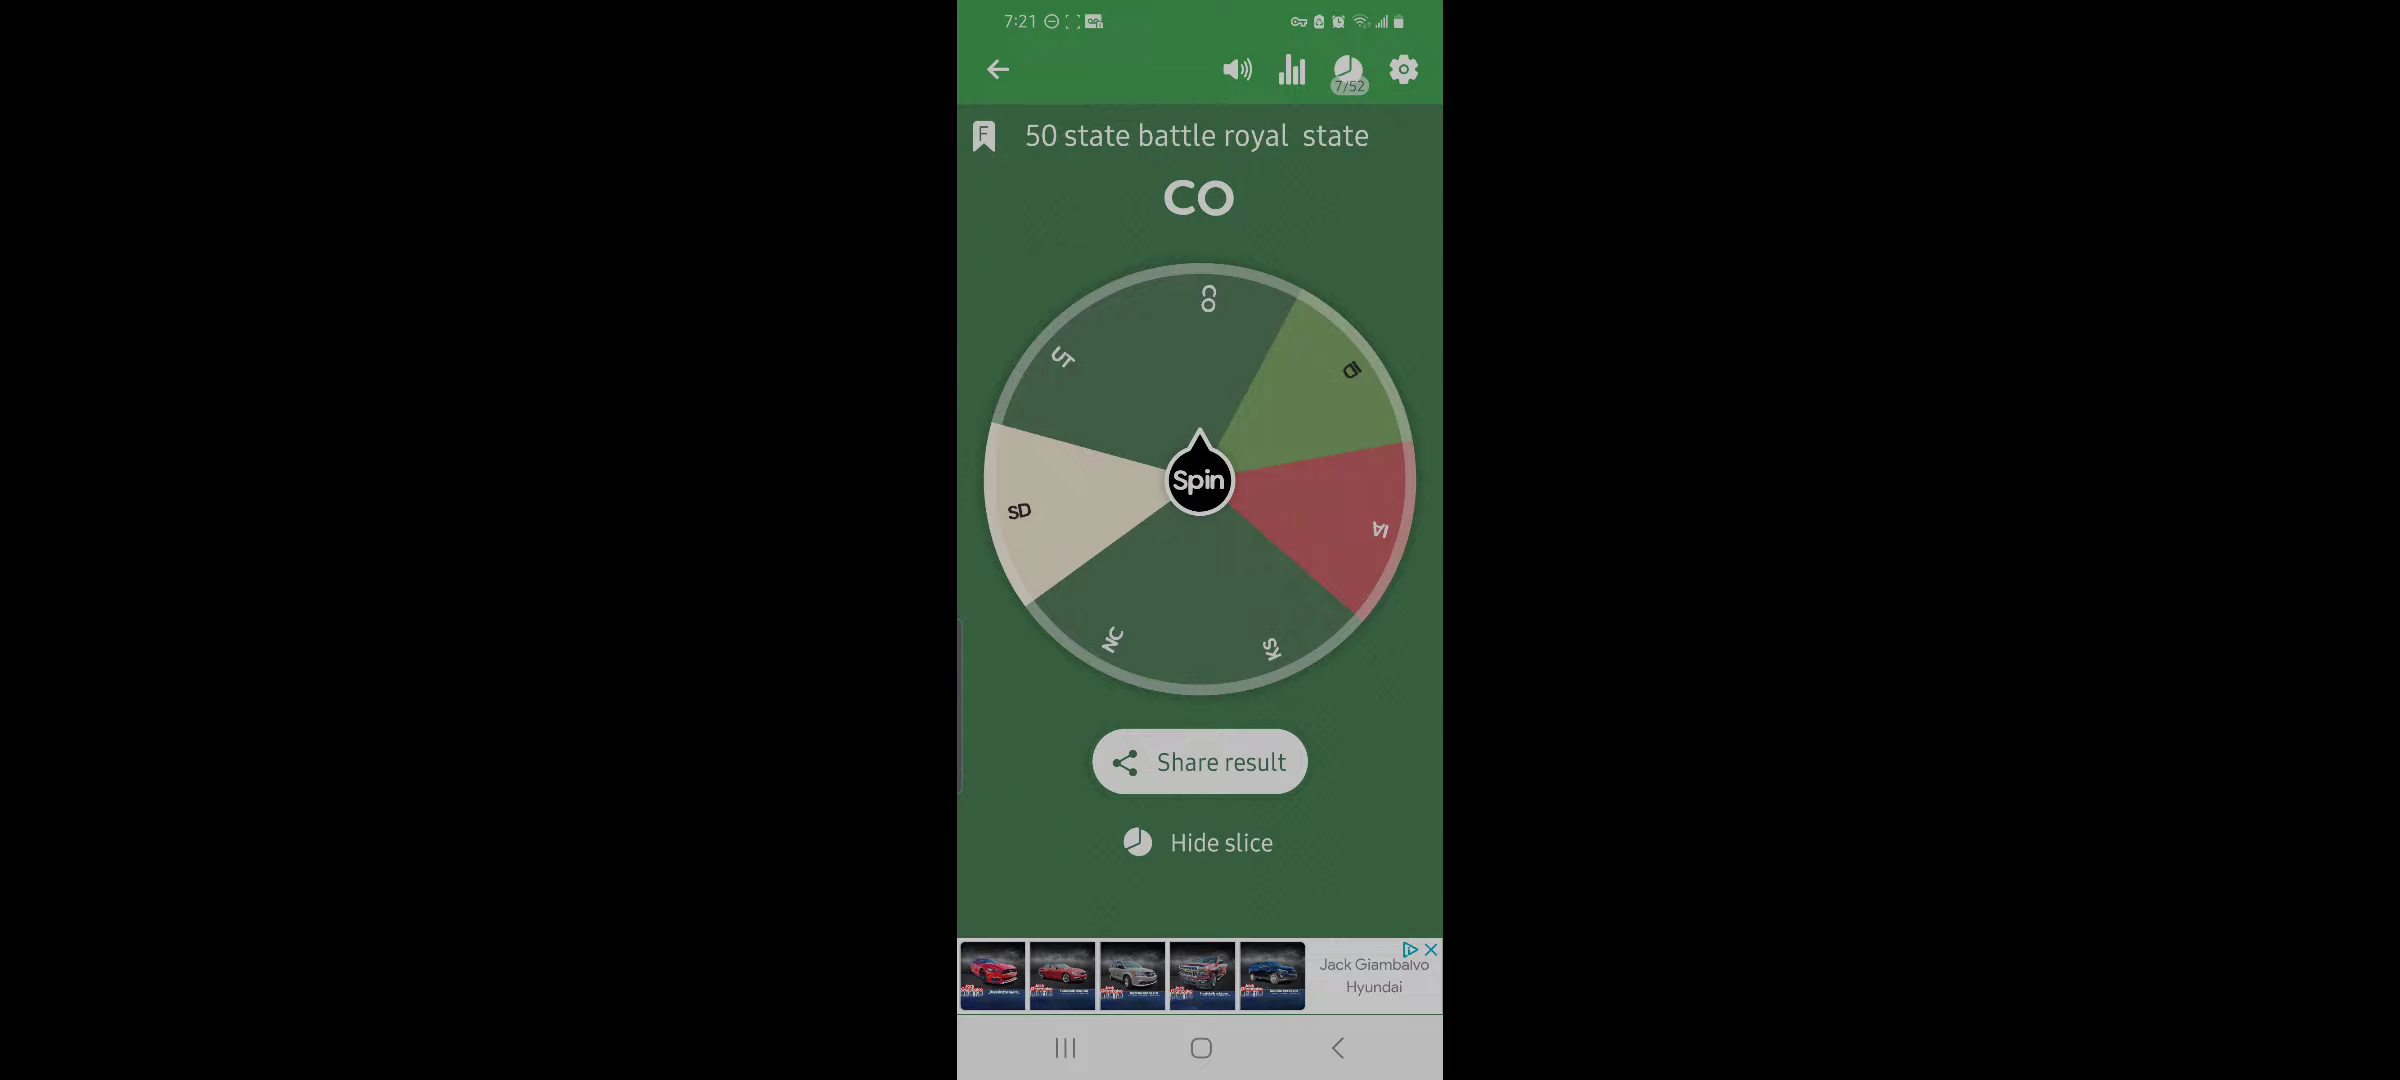 7:21
7/52
F
50 state battle royal  state
CO
CO
ID
UT
SD
IA
NC
KS
Spin
Share result
Hide slice
Jack Giambalvo
Hyundai